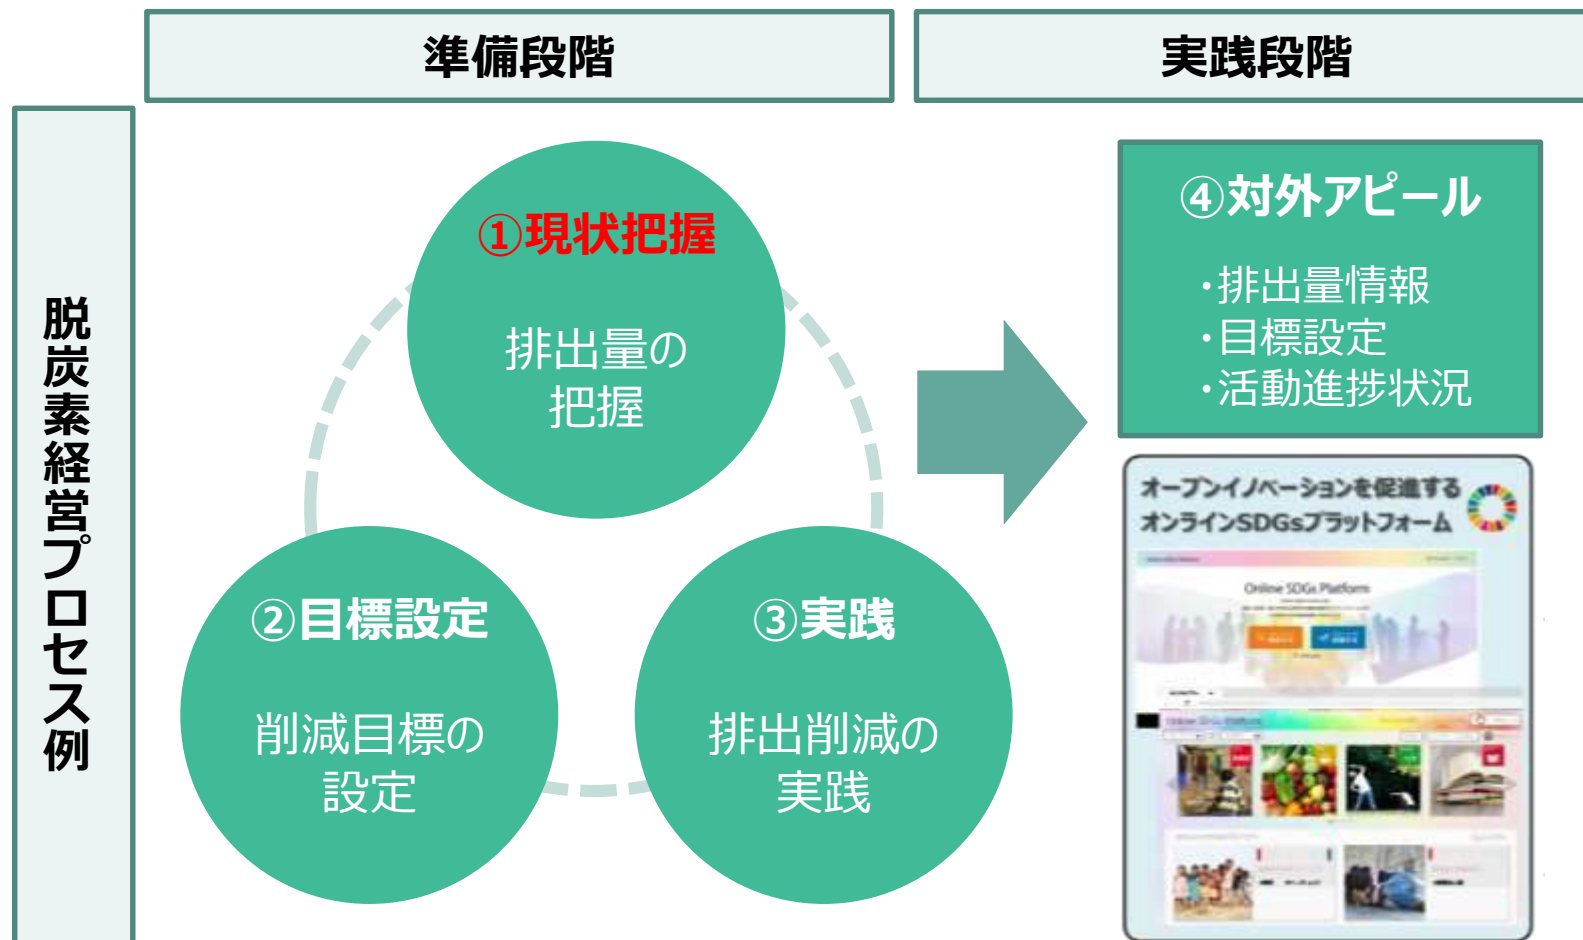 準備段階
実践段階
脱炭素経営プロセス例
①現状把握
排出量の
把握
②目標設定
削減目標の
設定
③実践
排出削減の
実践
④対外アピール
・排出量情報
・目標設定
・活動進捗状況
オープンイノベーションを促進する
オンラインSDGsプラットフォーム
Online SDGs Platform
Online SDGs Platform